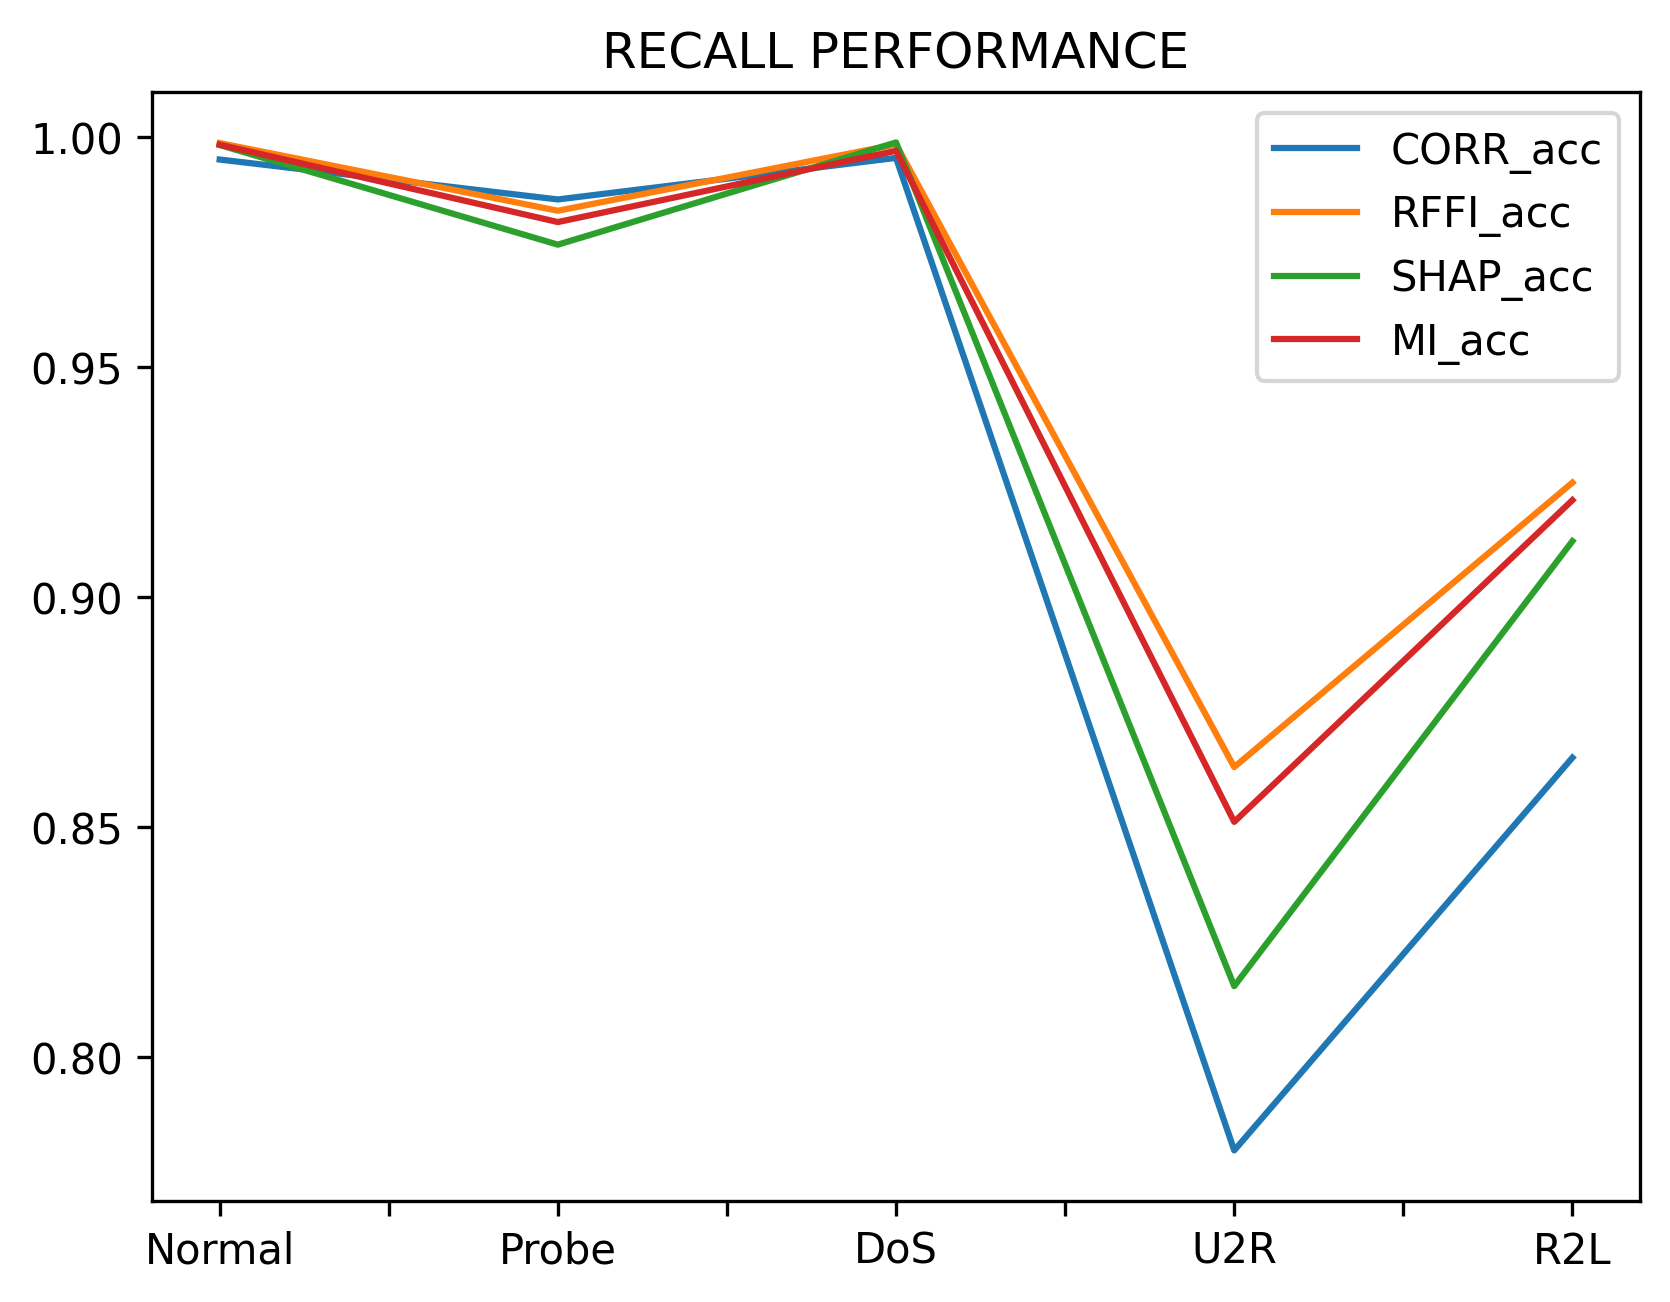 RECALL PERFORMANCE
1.00
0.95
0.90
0.85
0.80
CORR_acc
RFFI_acc
SHAP_acc
MI_acc
Normal Probe DoS U2R R2L